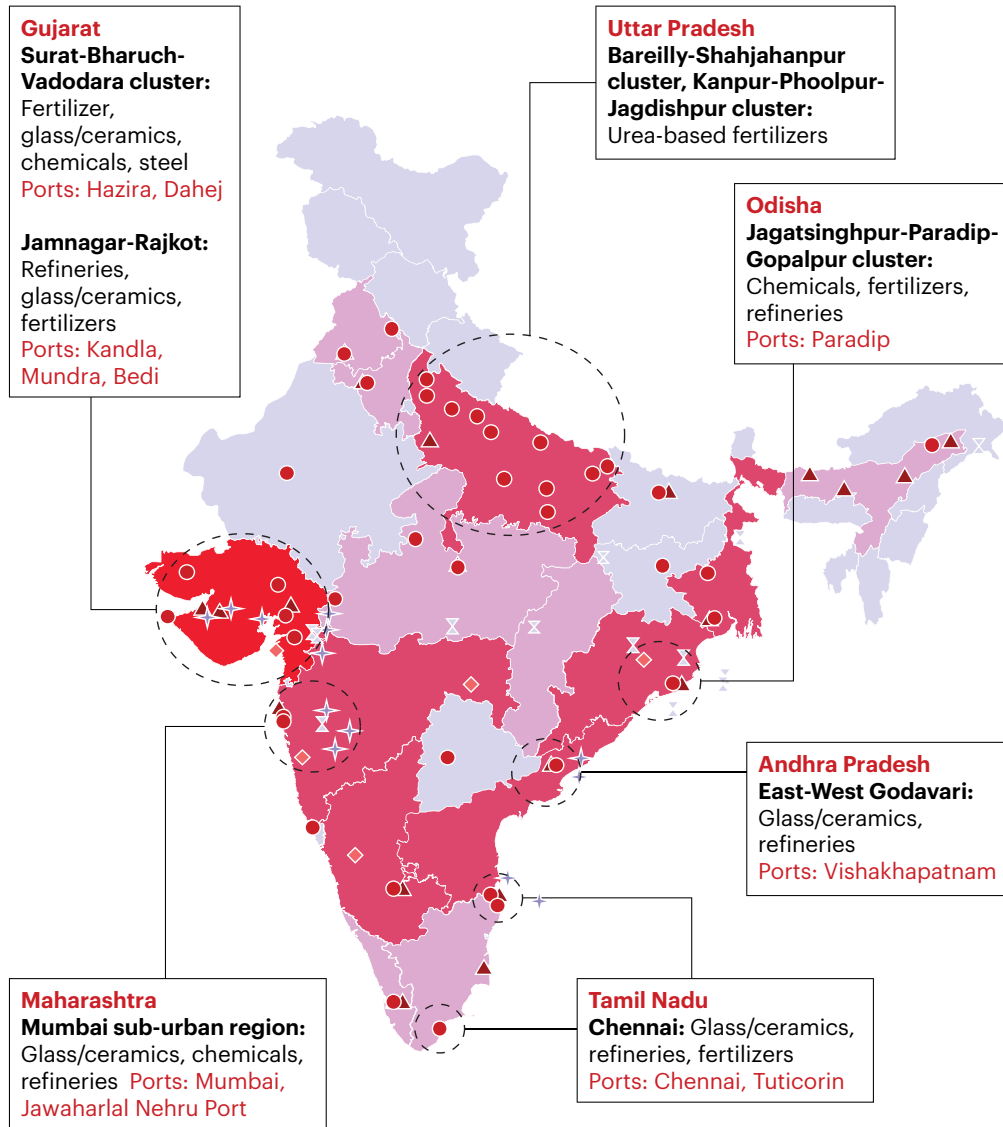 Gujarat
Surat-Bharuch-
Vadodara cluster:
Fertilizer,
glass/ceramics,
chemicals, steel
Ports: Hazira, Dahej
Jamnagar-Rajkot:
Refineries,
glass/ceramics,
fertilizers
Ports: Kandla,
Mundra, Bedi
Uttar Pradesh
Bareilly-Shahjahanpur
cluster, Kanpur-Phoolpur-
Jagdishpur cluster:
Urea-based fertilizers
Odisha
Jagatsinghpur-Paradip-
Gopalpur cluster:
Chemicals, fertilizers,
refineries
Ports: Paradip
Andhra Pradesh
East-West Godavari:
Glass/ceramics,
refineries
Ports: Vishakhapatnam
Maharashtra
Mumbai sub-urban region:
Glass/ceramics, chemicals,
refineries Ports: Mumbai,
Jawaharlal Nehru Port
Tamil Nadu
Chennai: Glass/ceramics,
refineries, fertilizers
Ports: Chennai, Tuticorin